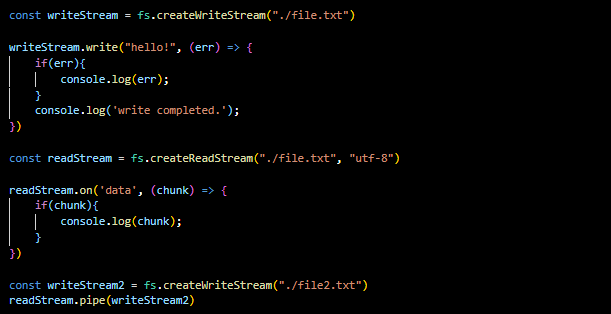 const writeStream = fs.createWriteStream("./file.txt")
writeStream.write("hello!", (err) => {
    if(err){
        console.log(err);
    }
    console.log('write completed.');
})
const readStream = fs.createReadStream("./file.txt", "utf-8")
readStream.on('data', (chunk) => {
    if(chunk){
        console.log(chunk);
    }
})
const writeStream2 = fs.createWriteStream("./file2.txt")
readStream.pipe(writeStream2)